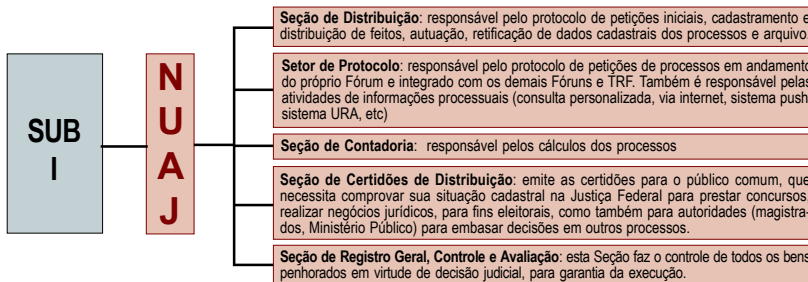 SUB
I
N
U
A
J
Seção de Distribuição: responsável pelo protocolo de petições iniciais, cadastramento e
distribuição de feitos, autuação, retificação de dados cadastrais dos processos e arquivo.
Setor de Protocolo: responsável pelo protocolo de petições de processos em andamento
do próprio Fórum e integrado com os demais Fóruns e TRF. Também é responsável pelas
atividades de informações processuais (consulta personalizada, via internet, sistema push,
sistema URA, etc)
Seção de Contadoria: responsável pelos cálculos dos processos
Seção de Certidões de Distribuição: emite as certidões para o público comum, que
necessita comprovar sua situação cadastral na Justiça Federal para prestar concursos,
realizar negócios jurídicos, para fins eleitorais, como também para autoridades (magistra-
dos, Ministério Público) para embasar decisões em outros processos.
Seção de Registro Geral, Controle e Avaliação: esta Seção faz o controle de todos os bens
penhorados em virtude de decisão judicial, para garantia da execução.